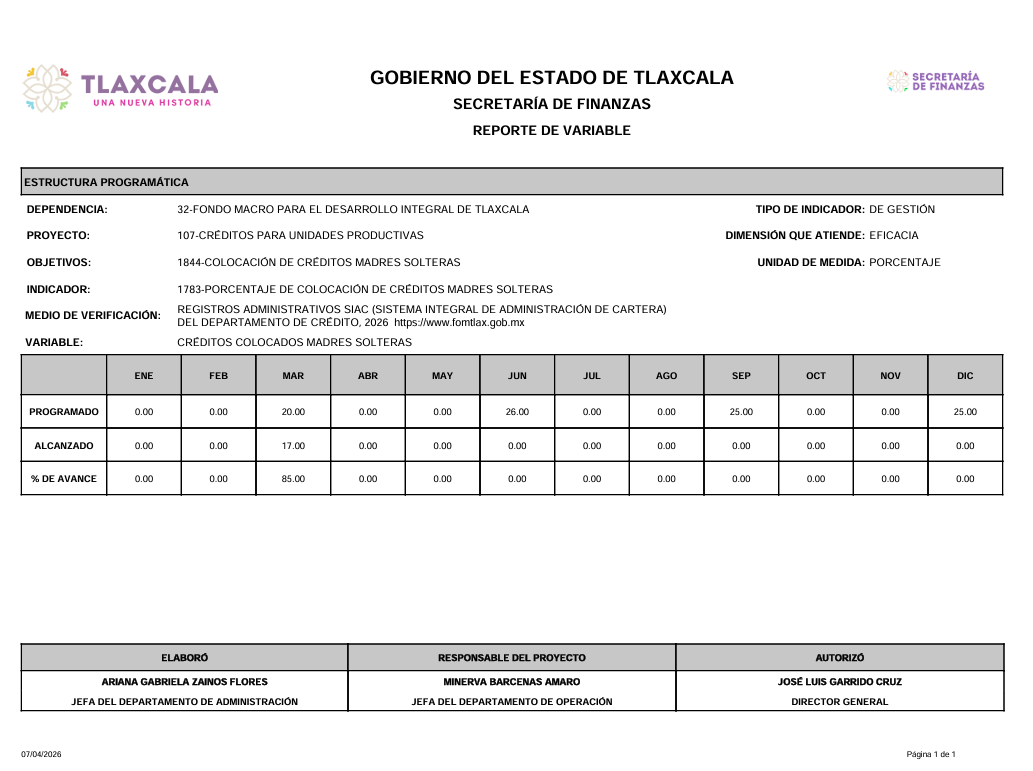 TLAXCALA
UNA NUEVA HISTORIA
GOBIERNO DEL ESTADO DE TLAXCALA
SECRETARÍA DE FINANZAS
REPORTE DE VARIABLE
SECRETARÍA
DE FINANZAS
ESTRUCTURA PROGRAMÁTICA
DEPENDENCIA: 32-FONDO MACRO PARA EL DESARROLLO INTEGRAL DE TLAXCALA TIPO DE INDICADOR: DE GESTIÓN
PROYECTO: 107-CRÉDITOS PARA UNIDADES PRODUCTIVAS DIMENSIÓN QUE ATIENDE: EFICACIA
OBJETIVOS: 1844-COLOCACIÓN DE CRÉDITOS MADRES SOLTERAS UNIDAD DE MEDIDA: PORCENTAJE
INDICADOR: 1783-PORCENTAJE DE COLOCACIÓN DE CRÉDITOS MADRES SOLTERAS
MEDIO DE VERIFICACIÓN: REGISTROS ADMINISTRATIVOS SIAC (SISTEMA INTEGRAL DE ADMINISTRACIÓN DE CARTERA)
DEL DEPARTAMENTO DE CRÉDITO, 2026 https://www.fomtlax.gob.mx
VARIABLE: CRÉDITOS COLOCADOS MADRES SOLTERAS
ENE FEB MAR ABR MAY JUN JUL AGO SEP OCT NOV DIC
PROGRAMADO 0.00 0.00 20.00 0.00 0.00 26.00 0.00 0.00 25.00 0.00 0.00 25.00
ALCANZADO 0.00 0.00 17.00 0.00 0.00 0.00 0.00 0.00 0.00 0.00 0.00 0.00
% DE AVANCE 0.00 0.00 85.00 0.00 0.00 0.00 0.00 0.00 0.00 0.00 0.00 0.00
ELABORÓ RESPONSABLE DEL PROYECTO AUTORIZÓ
ARIANA GABRIELA ZAINOS FLORES MINERVA BARCENAS AMARO JOSÉ LUIS GARRIDO CRUZ
JEFA DEL DEPARTAMENTO DE ADMINISTRACIÓN JEFA DEL DEPARTAMENTO DE OPERACIÓN DIRECTOR GENERAL
07/04/2026 Página 1 de 1